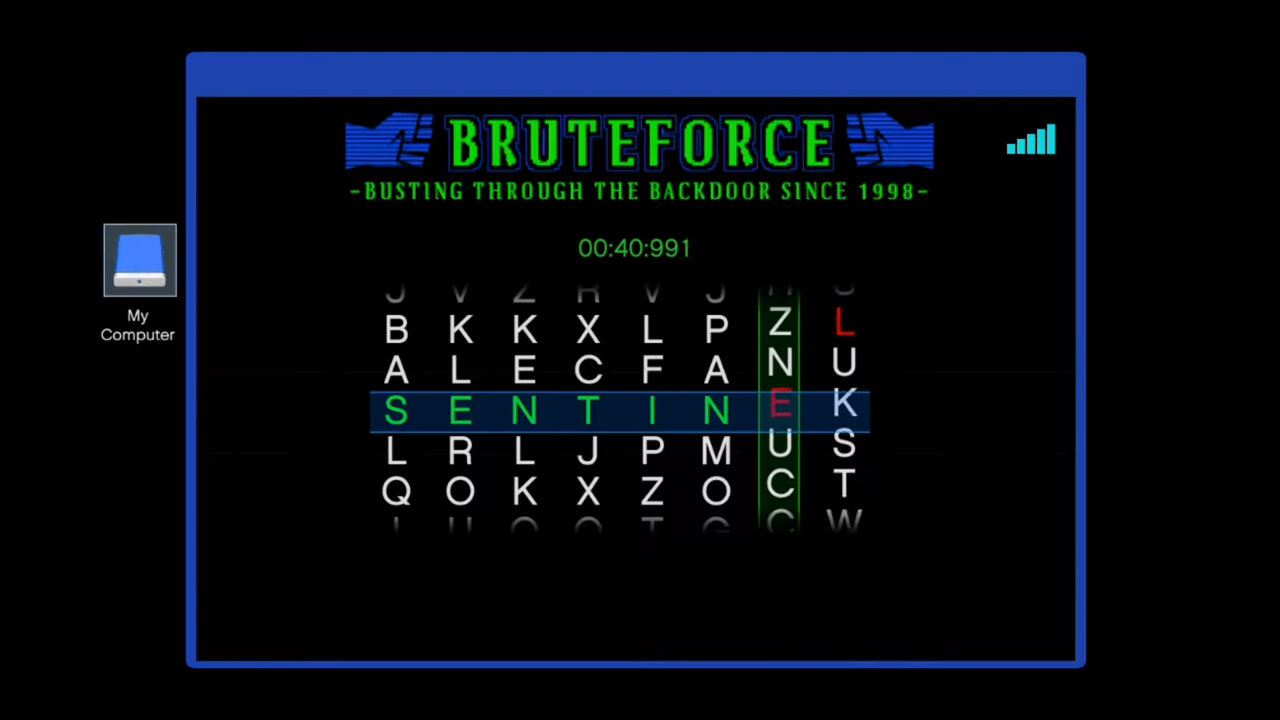 BRUTEFORCE
-BUSTING THROUGH THE BACKDOOR SINCE 1998-
00:40:991
My
Computer
J V Z R V J
B K K X L P Z L
A L E C F A N U
S E N T I N E K
L R L J P M U S
Q O K X Z O C T
W